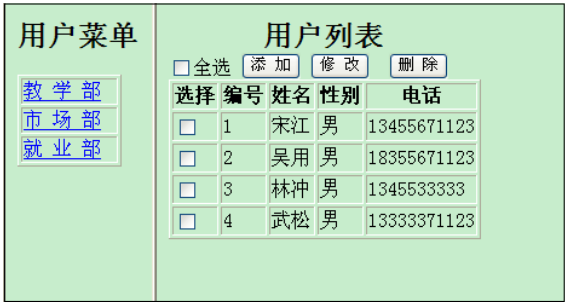 用户菜单
教 学 部
市 场 部
就 业 部
用户列表
全选 添 加 修 改 删 除
选择 编号 姓名 性别 电话
1 宋江 男 13455671123
2 吴用 男 18355671123
3 林冲 男 1345533333
4 武松 男 13333371123